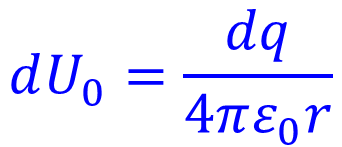 dU₀ = dq / 4πε₀r